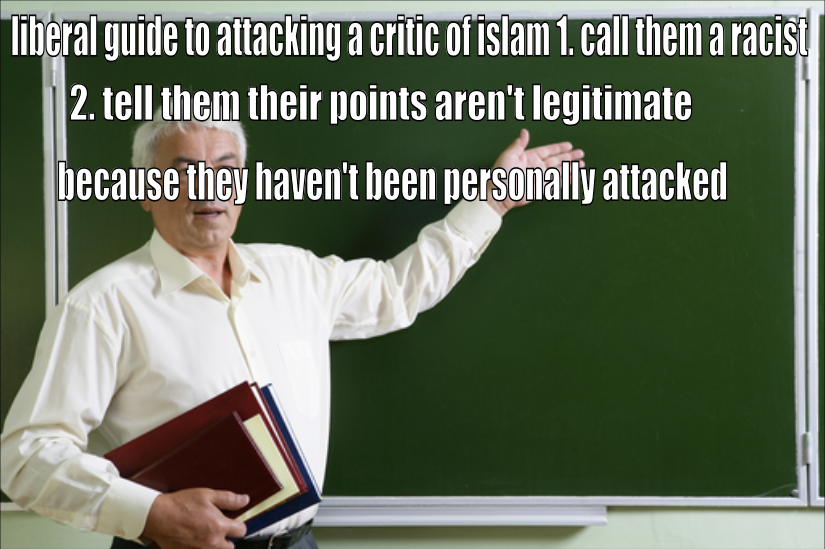 liberal guide to attacking a critic of islam 1. call them a racist
2. tell them their points aren't legitimate
because they haven't been personally attacked